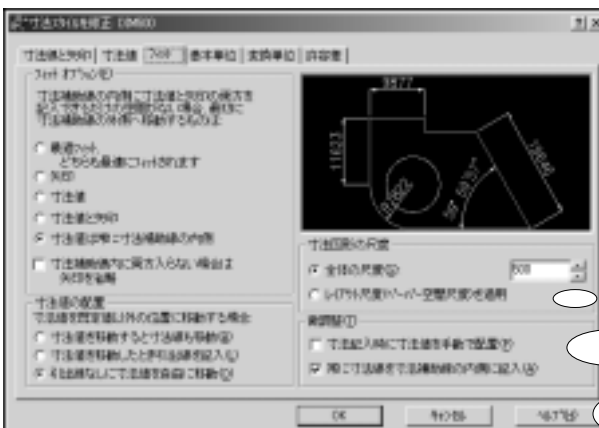 寸法スタイルを修正: DIM600
寸法線と矢印 寸法値 フィット 基本単位 変換単位 許容差
フィット オプション(F)
寸法補助線の内側に寸法値と矢印の両方を
記入できるだけの空間がない場合、最初に
寸法補助線の外側へ移動するものは
最適フィット、
どちらも最適にフィットされます
矢印
寸法値
寸法値と矢印
寸法値は常に寸法補助線の内側
寸法補助線内に両方入らない場合は
矢印を省略
寸法値の配置
寸法値を既定値以外の位置に移動する場合
寸法値を移動すると寸法線も移動(B)
寸法値を移動したとき引出線を記入(L)
引出線なしに寸法値を自由に移動(O)
9877
11623
寸法図形の尺度
全体の尺度(S):
600
レイアウト尺度(ペーパー空間尺度)を適用
微調整(T)
寸法記入時に寸法値を手動で配置(P)
常に寸法線を寸法補助線の内側に記入(A)
OK キャンセル ヘルプ(H)